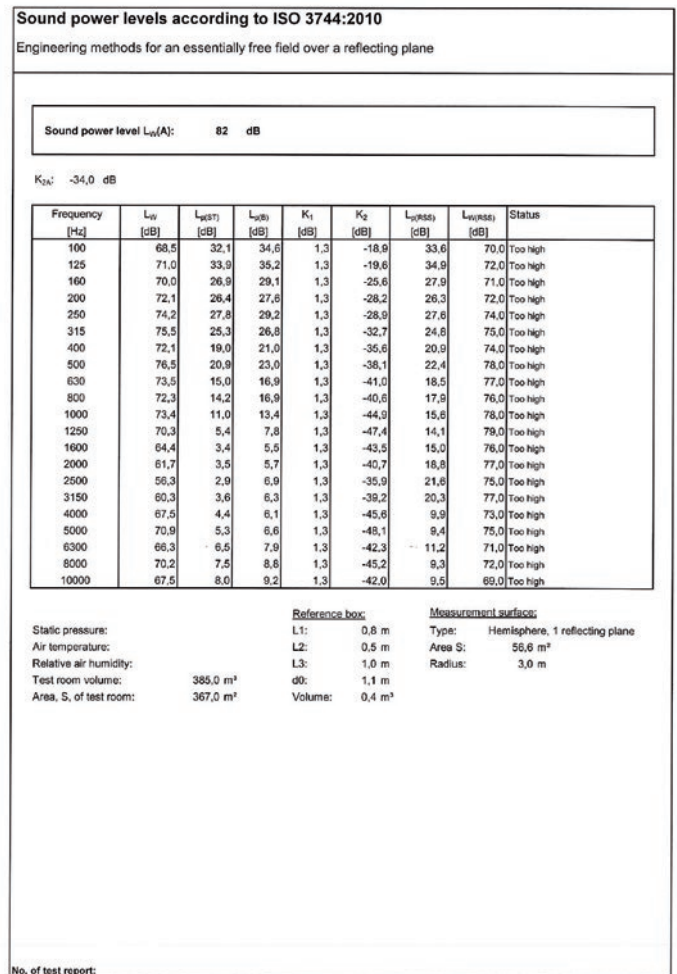 Sound power levels according to ISO 3744:2010
Engineering methods for an essentially free field over a reflecting plane
Sound power level LW(A): 82 dB
K2A: -34,0 dB
Frequency LW Lp(ST) Lp(B) K1 K2 Lp(RSS) LW(RSS) Status
[Hz] [dB] [dB] [dB] [dB] [dB] [dB] [dB]
100 68,5 32,1 34,6 1,3 -18,9 33,6 70,0 Too high
125 71,0 33,9 35,2 1,3 -19,6 34,9 72,0 Too high
160 70,0 26,9 29,1 1,3 -25,6 27,9 71,0 Too high
200 72,1 26,4 27,6 1,3 -28,2 26,3 72,0 Too high
250 74,2 27,8 29,2 1,3 -28,9 27,6 74,0 Too high
315 75,5 25,3 26,8 1,3 -32,7 24,8 75,0 Too high
400 72,1 19,0 21,0 1,3 -35,6 20,9 74,0 Too high
500 76,5 20,9 23,0 1,3 -38,1 22,4 78,0 Too high
630 73,5 15,0 16,9 1,3 -41,0 18,5 77,0 Too high
800 72,3 14,2 16,9 1,3 -40,6 17,9 76,0 Too high
1000 73,4 11,0 13,4 1,3 -44,9 15,6 78,0 Too high
1250 70,3 5,4 7,8 1,3 -47,4 14,1 79,0 Too high
1600 64,4 3,4 5,5 1,3 -43,5 15,0 76,0 Too high
2000 61,7 3,5 5,7 1,3 -40,7 18,8 77,0 Too high
2500 56,3 2,9 6,9 1,3 -35,9 21,6 75,0 Too high
3150 60,3 3,6 6,3 1,3 -39,2 20,3 77,0 Too high
4000 67,5 4,4 6,1 1,3 -45,6 9,9 73,0 Too high
5000 70,9 5,3 6,6 1,3 -48,1 9,4 75,0 Too high
6300 66,3 6,5 7,9 1,3 -42,3 11,2 71,0 Too high
8000 70,2 7,5 8,8 1,3 -45,2 9,3 72,0 Too high
10000 67,5 8,0 9,2 1,3 -42,0 9,5 69,0 Too high
Reference box: Measurement surface:
Static pressure: L1: 0,8 m Type: Hemisphere, 1 reflecting plane
Air temperature: L2: 0,5 m Area S: 56,6 m²
Relative air humidity: L3: 1,0 m Radius: 3,0 m
Test room volume: 385,0 m³ d0: 1,1 m
Area, S, of test room: 367,0 m² Volume: 0,4 m³
No. of test report: